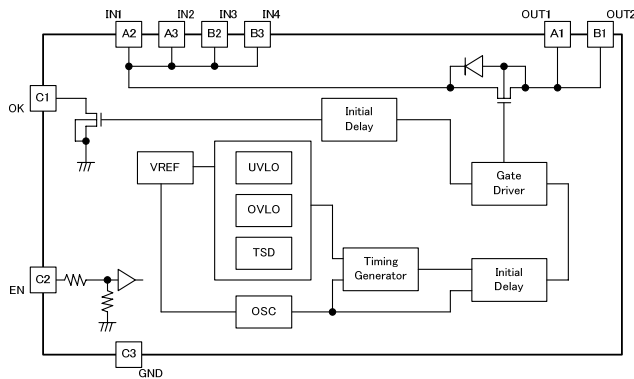 IN1 IN2 IN3 IN4 OUT1 OUT2
A2 A3 B2 B3 A1 B1
C1
OK
Initial
Delay
VREF
UVLO
OVLO
TSD
Gate
Driver
C2
EN
Timing
Generator
Initial
Delay
OSC
C3
GND